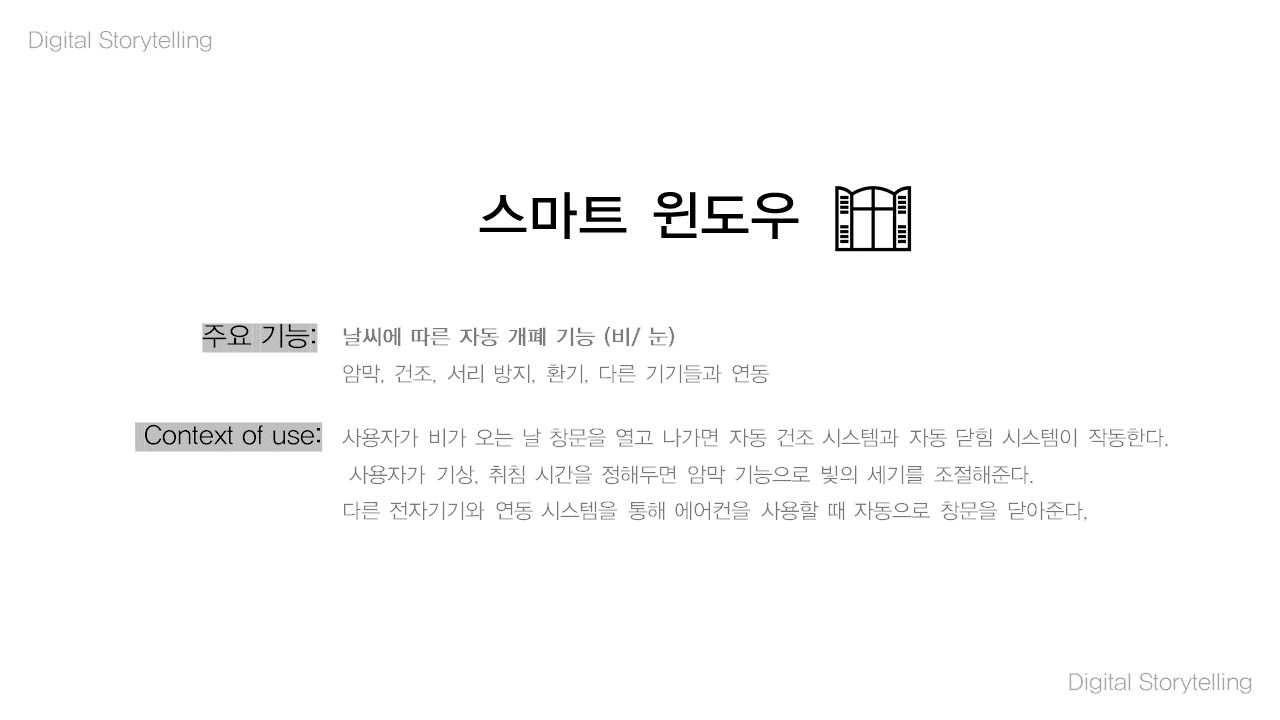 Digital Storytelling
스마트 윈도우
주요 기능: 날씨에 따른 자동 개폐 기능 (비/ 눈)
암막, 건조, 서리 방지, 환기, 다른 기기들과 연동
Context of use: 사용자가 비가 오는 날 창문을 열고 나가면 자동 건조 시스템과 자동 닫힘 시스템이 작동한다.
사용자가 기상, 취침 시간을 정해두면 암막 기능으로 빛의 세기를 조절해준다.
다른 전자기기와 연동 시스템을 통해 에어컨을 사용할 때 자동으로 창문을 닫아준다,
Digital Storytelling